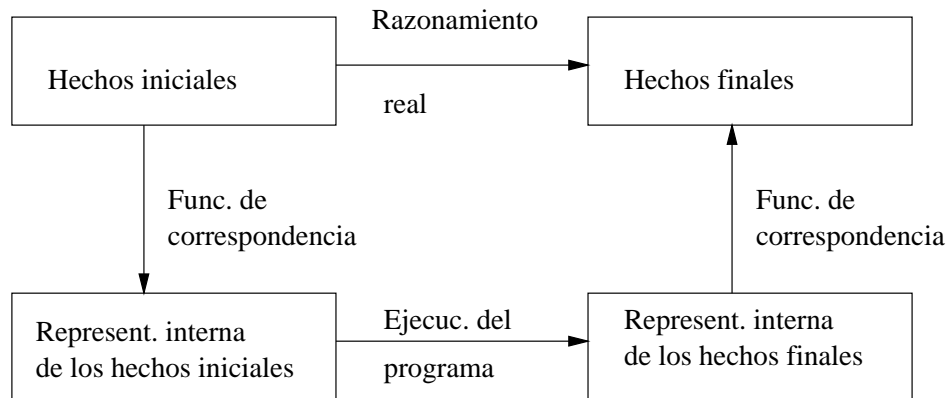 Razonamiento
Hechos iniciales
Hechos finales
real
Func. de
correspondencia
Func. de
correspondencia
Represent. interna
de los hechos iniciales
Ejecuc. del
programa
Represent. interna
de los hechos finales